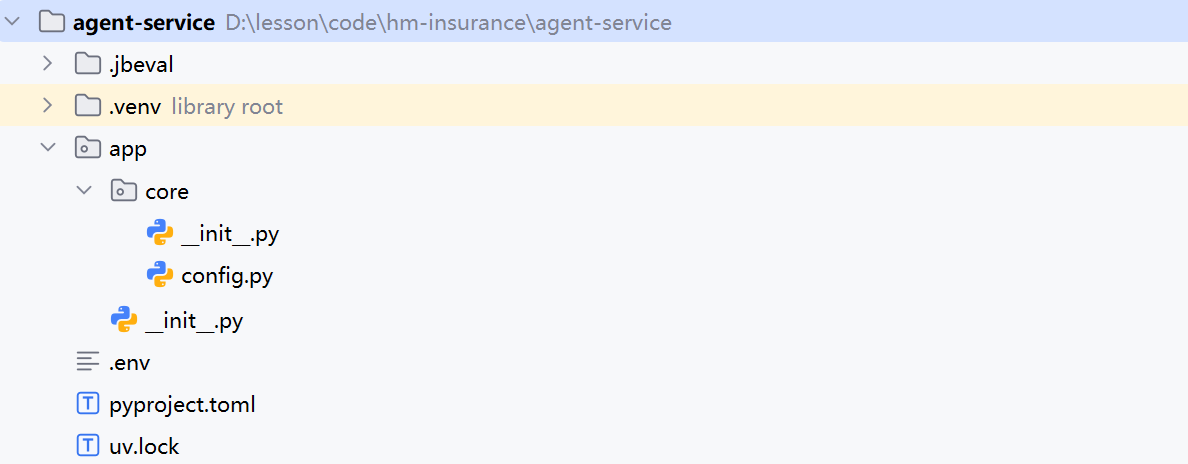 agent-service D:\lesson\code\hm-insurance\agent-service
.jbeval
.venv library root
app
core
__init__.py
config.py
__init__.py
.env
pyproject.toml
uv.lock